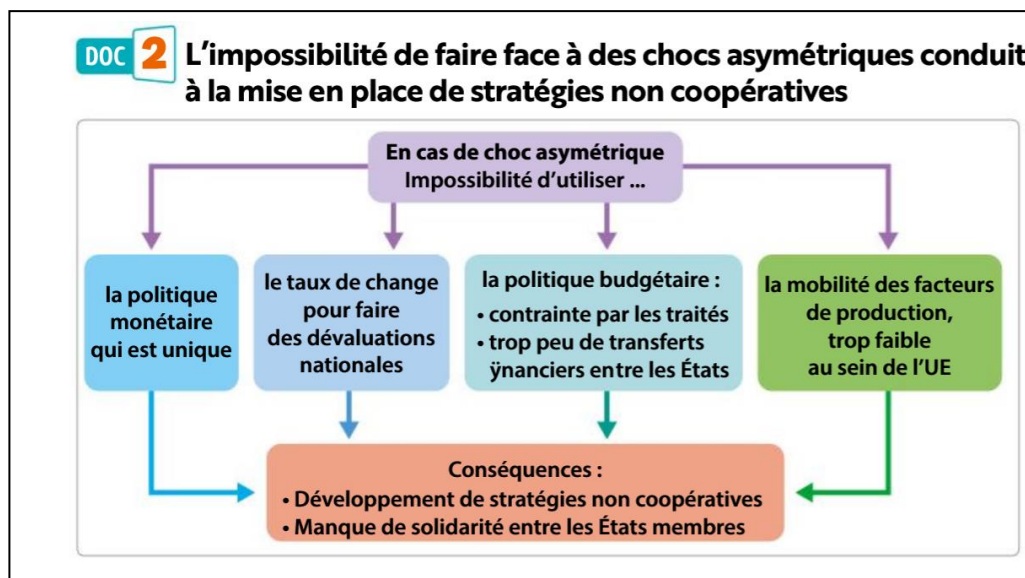 DOC 2 L'impossibilité de faire face à des chocs asymétriques conduit
à la mise en place de stratégies non coopératives
En cas de choc asymétrique
Impossibilité d'utiliser ...
la politique
monétaire
qui est unique
le taux de change
pour faire
des dévaluations
nationales
la politique budgétaire :
• contrainte par les traités
• trop peu de transferts
ÿnanciers entre les États
la mobilité des facteurs
de production,
trop faible
au sein de l'UE
Conséquences :
• Développement de stratégies non coopératives
• Manque de solidarité entre les États membres